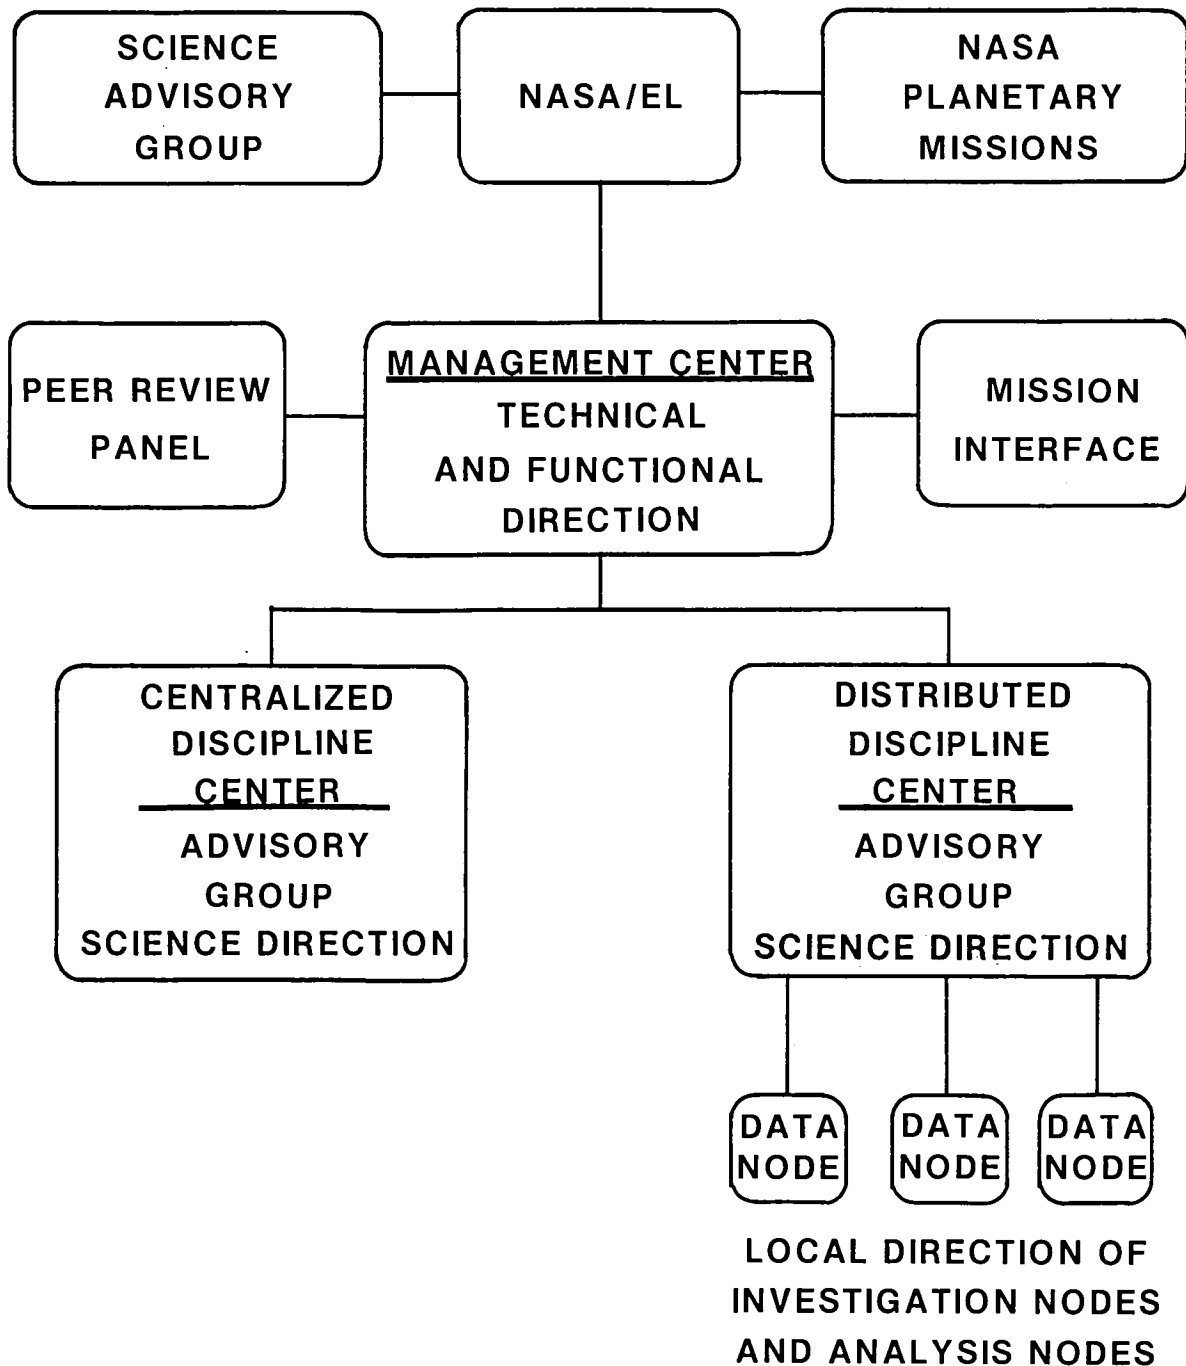 SCIENCE
ADVISORY
GROUP
NASA/EL
NASA
PLANETARY
MISSIONS
PEER REVIEW
PANEL
MANAGEMENT CENTER
TECHNICAL
AND FUNCTIONAL
DIRECTION
MISSION
INTERFACE
CENTRALIZED
DISCIPLINE
CENTER
ADVISORY
GROUP
SCIENCE DIRECTION
DISTRIBUTED
DISCIPLINE
CENTER
ADVISORY
GROUP
SCIENCE DIRECTION
DATA
NODE
DATA
NODE
DATA
NODE
LOCAL DIRECTION OF
INVESTIGATION NODES
AND ANALYSIS NODES